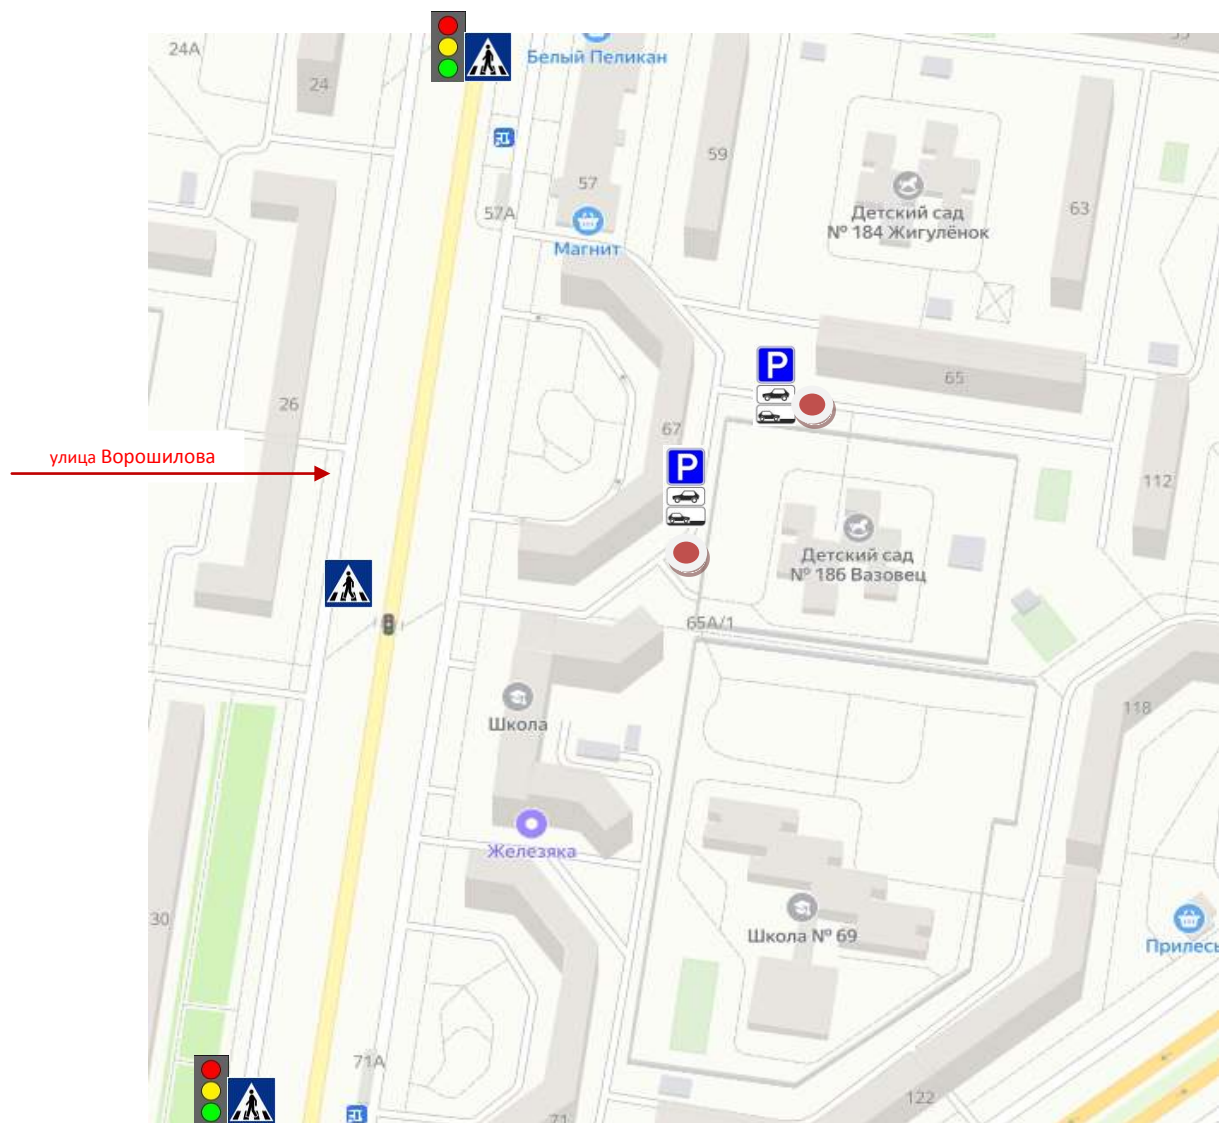 24А
Белый Пеликан
24
59
57
63
57А
Детский сад
№ 184 Жигулёнок
Магнит
P
65
26
67
улица Ворошилова
P
112
Детский сад
№ 186 Вазовец
65А/1
Школа
118
Железяка
30
Школа № 69
Прилесь
71А
122
71